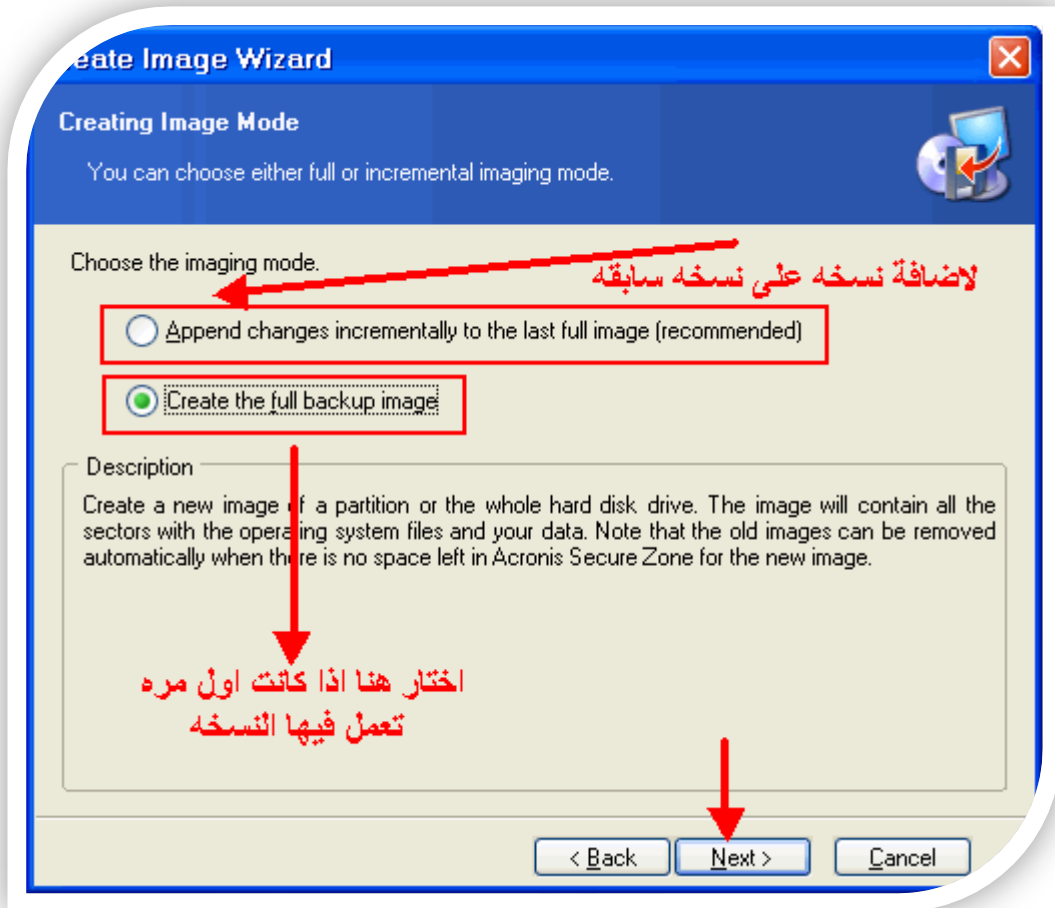 eate Image Wizard
Creating Image Mode
You can choose either full or incremental imaging mode.
Choose the imaging mode.
لاضافة نسخه على نسخه سابقه
Append changes incrementally to the last full image (recommended)
Create the full backup image
Description
Create a new image of a partition or the whole hard disk drive. The image will contain all the
sectors with the operating system files and your data. Note that the old images can be removed
automatically when there is no space left in Acronis Secure Zone for the new image.
اختار هنا اذا كانت اول مره
تعمل فيها النسخه
< Back
Next >
Cancel